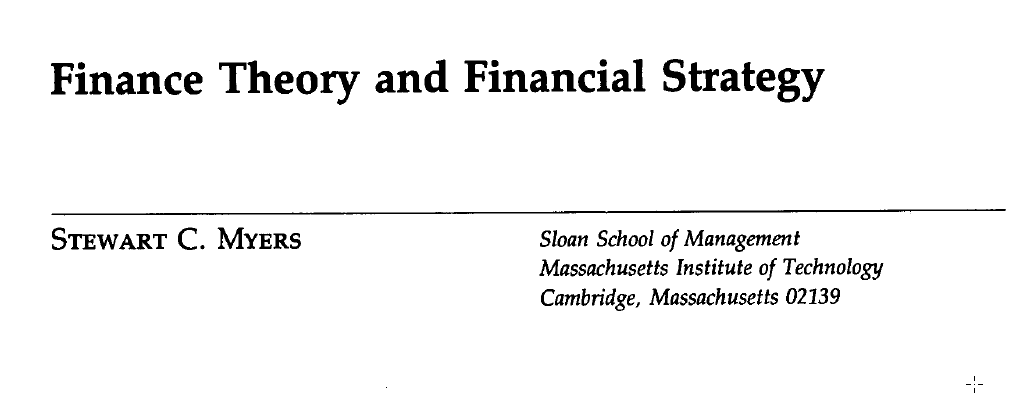 Finance Theory and Financial Strategy
STEWART C. MYERS
Sloan School of Management
Massachusetts Institute of Technology
Cambridge, Massachusetts 02139